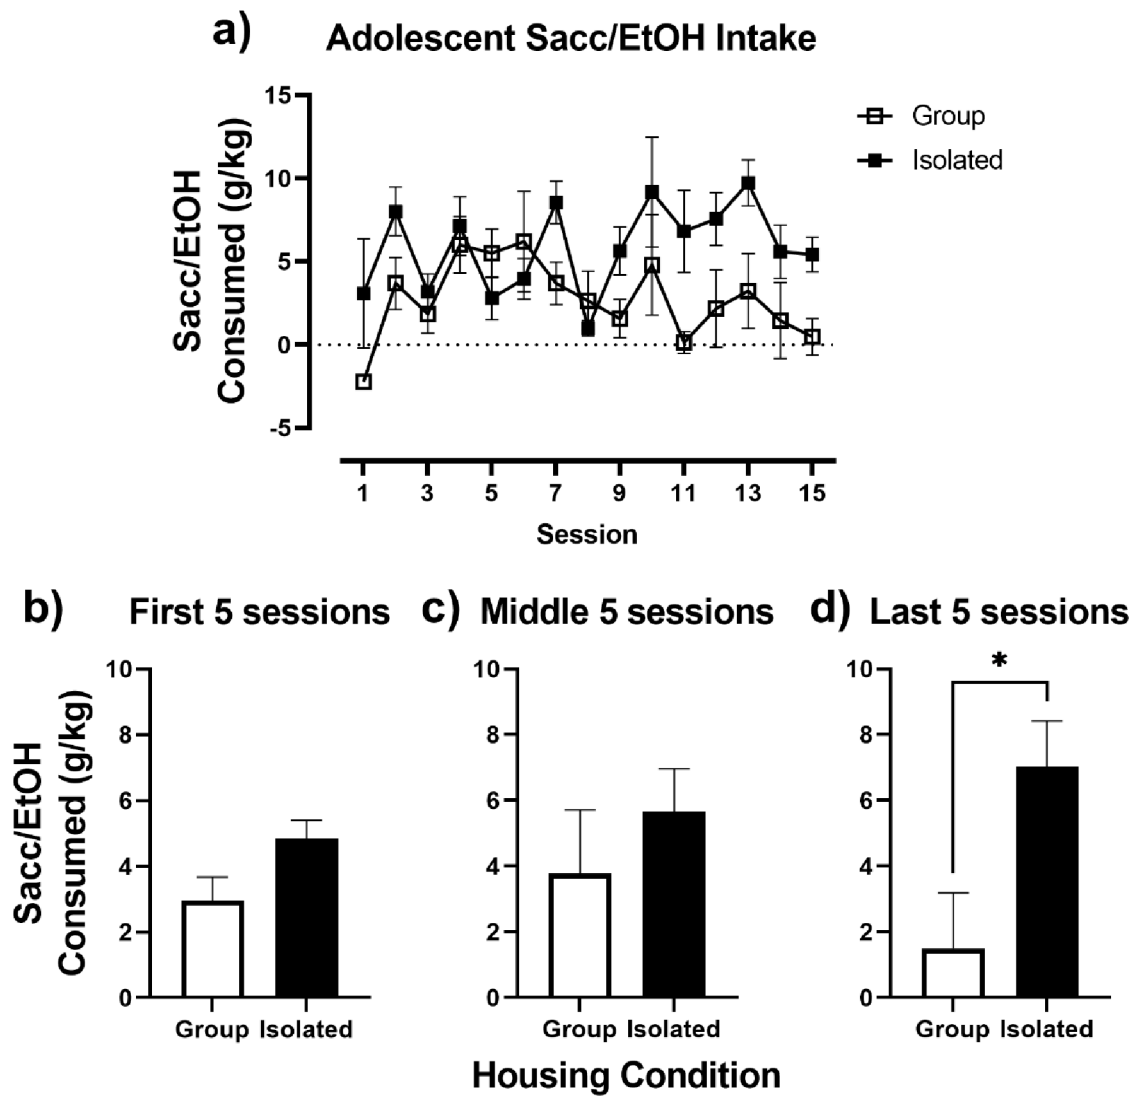 a) Adolescent Sacc/EtOH Intake
Sacc/EtOH
Consumed (g/kg)
15
10
5
0
-5
Group
Isolated
1 3 5 7 9 11 13 15
Session
b) First 5 sessions
Sacc/EtOH
Consumed (g/kg)
10
8
6
4
2
0
Group Isolated
c) Middle 5 sessions
10
8
6
4
2
0
Group Isolated
d) Last 5 sessions
10
8
6
4
2
0
*
Group Isolated
Housing Condition